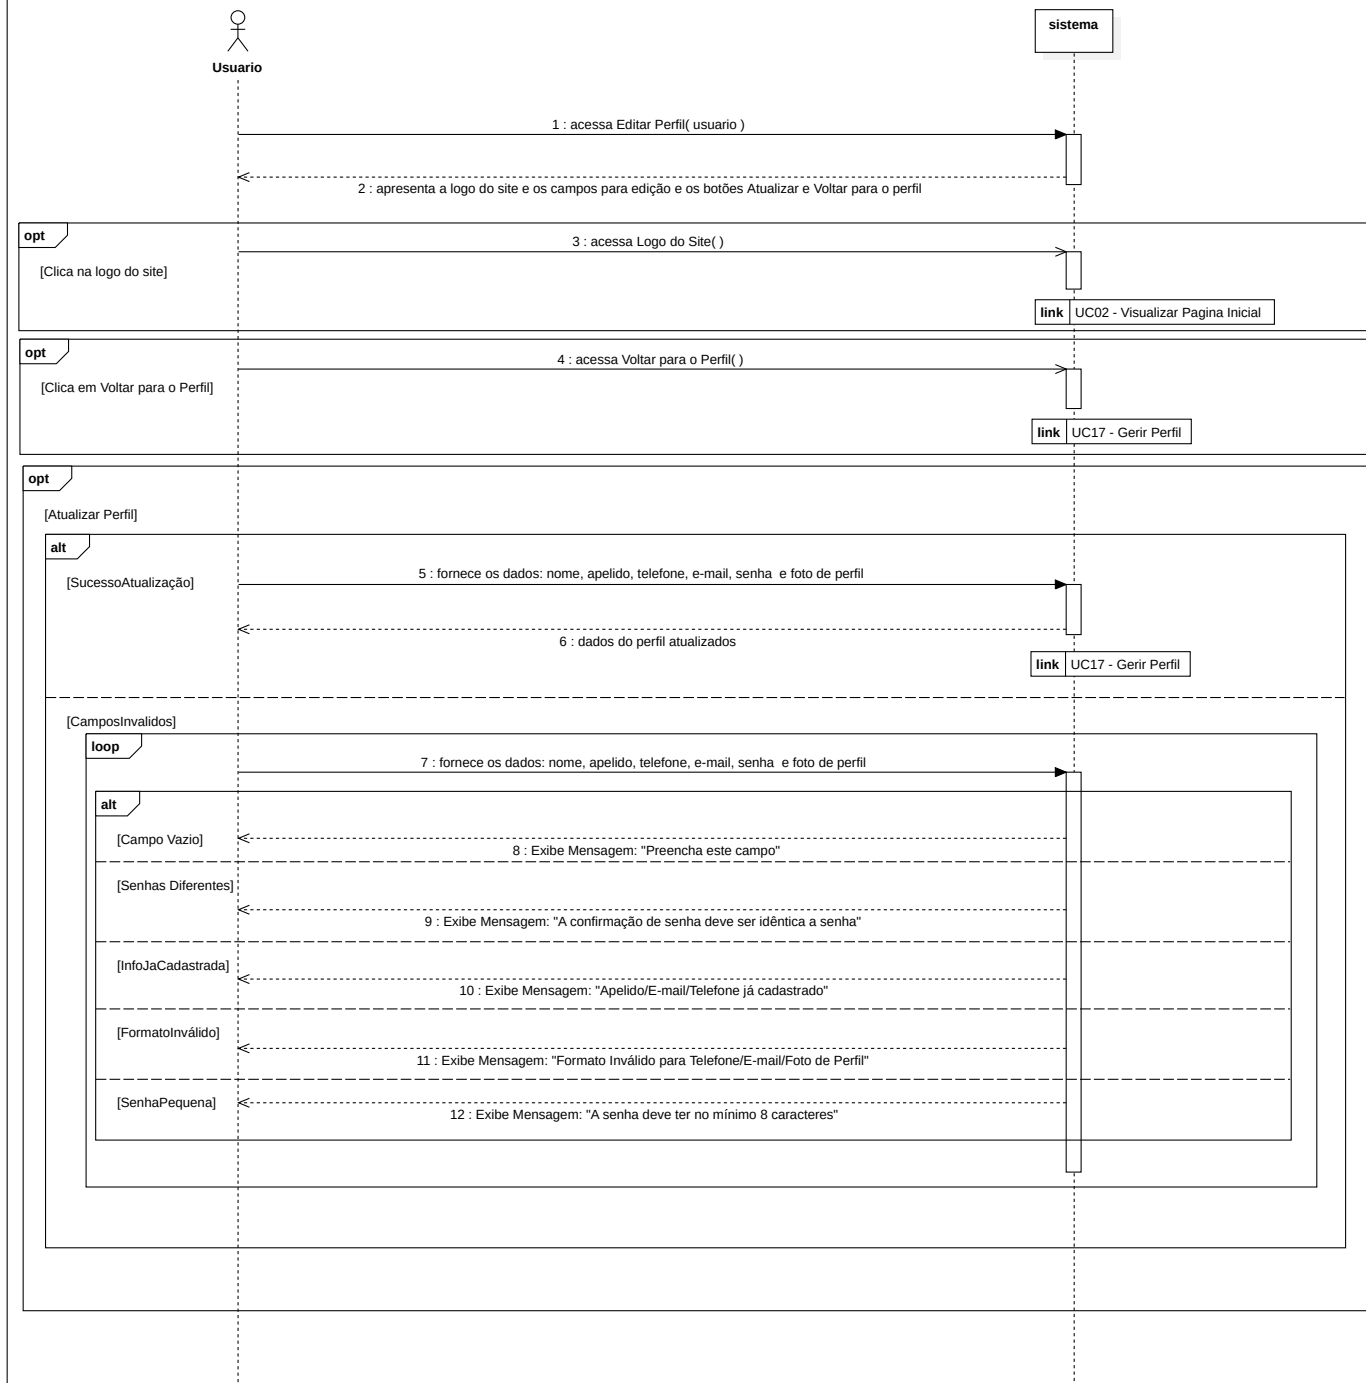 Usuario
sistema
1 : acessa Editar Perfil( usuario )
2 : apresenta a logo do site e os campos para edição e os botões Atualizar e Voltar para o perfil
opt
3 : acessa Logo do Site( )
[Clica na logo do site]
link UC02 - Visualizar Pagina Inicial
opt
4 : acessa Voltar para o Perfil( )
[Clica em Voltar para o Perfil]
link UC17 - Gerir Perfil
opt
[Atualizar Perfil]
alt
5 : fornece os dados: nome, apelido, telefone, e-mail, senha  e foto de perfil
[SucessoAtualização]
6 : dados do perfil atualizados
link UC17 - Gerir Perfil
[CamposInvalidos]
loop
7 : fornece os dados: nome, apelido, telefone, e-mail, senha  e foto de perfil
alt
[Campo Vazio]
8 : Exibe Mensagem: "Preencha este campo"
[Senhas Diferentes]
9 : Exibe Mensagem: "A confirmação de senha deve ser idêntica a senha"
[InfoJaCadastrada]
10 : Exibe Mensagem: "Apelido/E-mail/Telefone já cadastrado"
[FormatoInválido]
11 : Exibe Mensagem: "Formato Inválido para Telefone/E-mail/Foto de Perfil"
[SenhaPequena]
12 : Exibe Mensagem: "A senha deve ter no mínimo 8 caracteres"